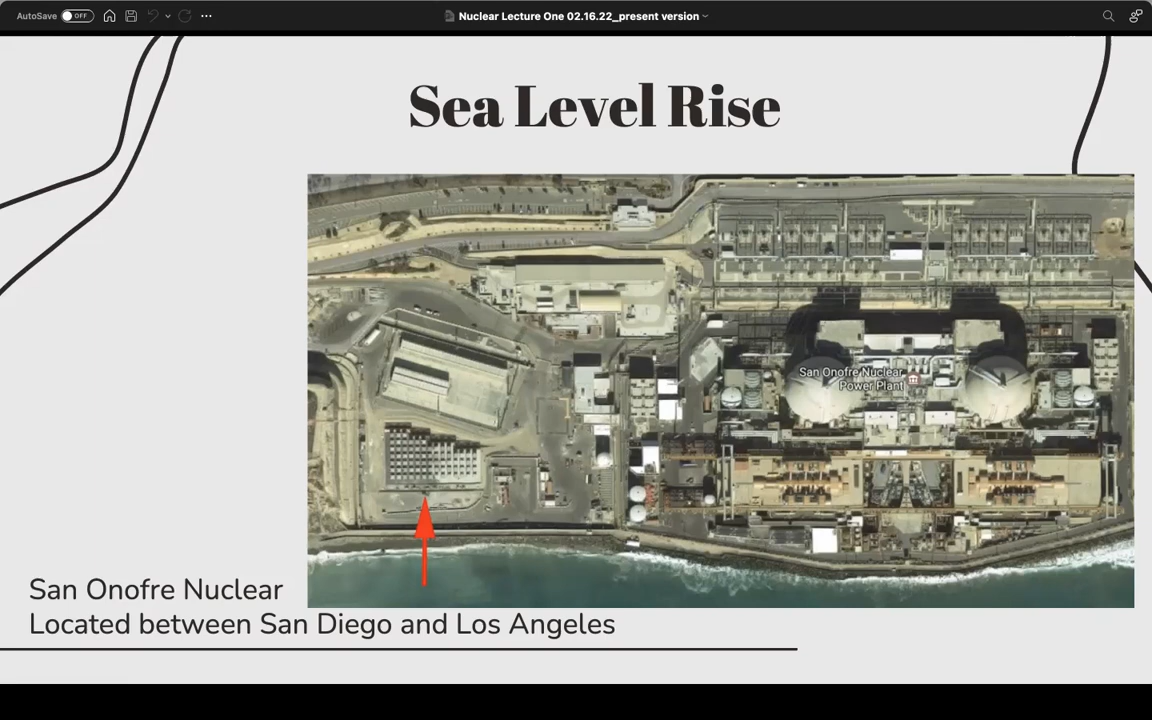 AutoSave OFF
Nuclear Lecture One 02.16.22_present version
Sea Level Rise
San Onofre Nuclear
Power Plant
San Onofre Nuclear
Located between San Diego and Los Angeles